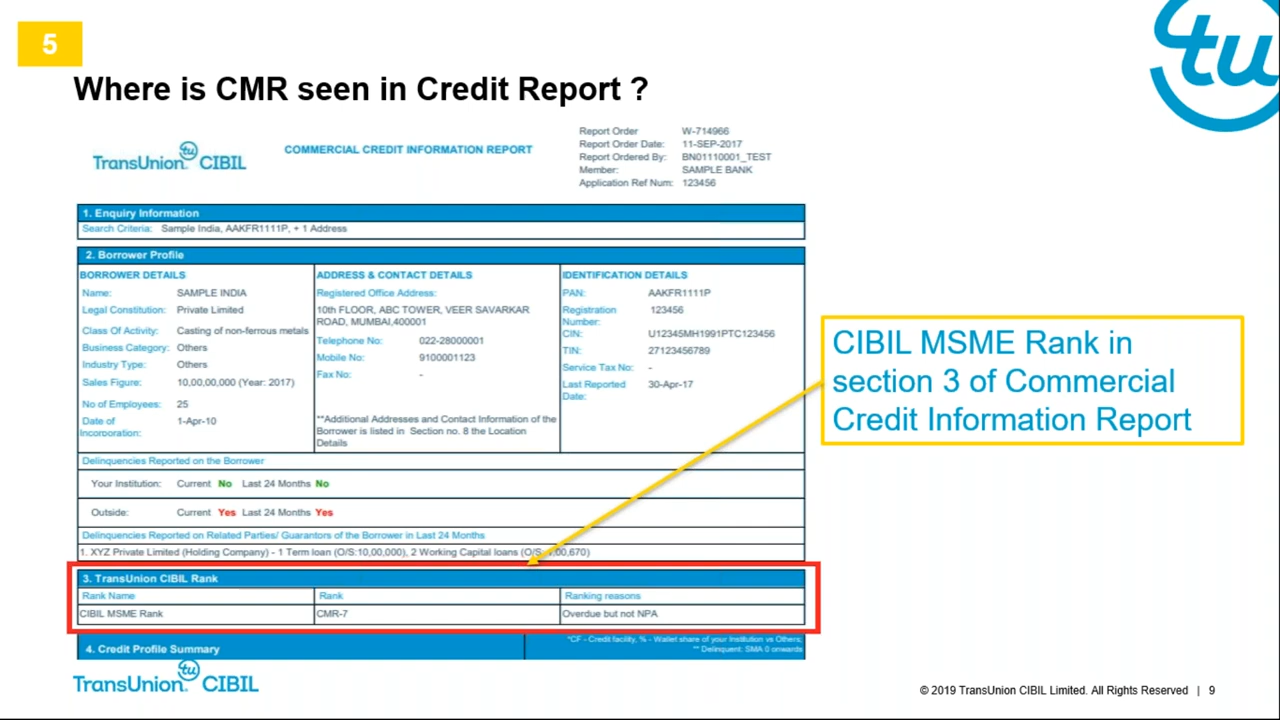 5
Where is CMR seen in Credit Report ?
tu
TransUnion CIBIL
tu
COMMERCIAL CREDIT INFORMATION REPORT
Report Order W-714966
Report Order Date: 11-SEP-2017
Report Ordered By: BN01110001_TEST
Member: SAMPLE BANK
Application Ref Num: 123456
1. Enquiry Information
Search Criteria: Sample India, AAKFR1111P, + 1 Address
2. Borrower Profile
BORROWER DETAILS
Name: SAMPLE INDIA
Legal Constitution: Private Limited
Class Of Activity: Casting of non-ferrous metals
Business Category: Others
Industry Type: Others
Sales Figure: 10,00,00,000 (Year: 2017)
No of Employees: 25
Date of 1-Apr-10
Incorporation:
ADDRESS & CONTACT DETAILS
Registered Office Address:
10th FLOOR, ABC TOWER, VEER SAVARKAR
ROAD, MUMBAI,400001
Telephone No: 022-28000001
Mobile No: 9100001123
Fax No: -
**Additional Addresses and Contact Information of the
Borrower is listed in Section no. 8 the Location
Details
IDENTIFICATION DETAILS
PAN: AAKFR1111P
Registration 123456
Number:
CIN: U12345MH1991PTC123456
TIN: 27123456789
Service Tax No: -
Last Reported 30-Apr-17
Date:
Delinquencies Reported on the Borrower
Your Institution: Current No Last 24 Months No
Outside: Current Yes Last 24 Months Yes
Delinquencies Reported on Related Parties/ Guarantors of the Borrower in Last 24 Months
1. XYZ Private Limited (Holding Company) - 1 Term loan (O/S:10,00,000), 2 Working Capital loans
3. TransUnion CIBIL Rank
Rank Name Rank Ranking reasons
CIBIL MSME Rank CMR-7 Overdue but not NPA
4. Credit Profile Summary
*CF - Credit facility, % - Wallet share of your Institution vs Others;
** Delinquent: SMA 0 onwards
CIBIL MSME Rank in
section 3 of Commercial
Credit Information Report
tu
TransUnion CIBIL
© 2019 TransUnion CIBIL Limited. All Rights Reserved | 9